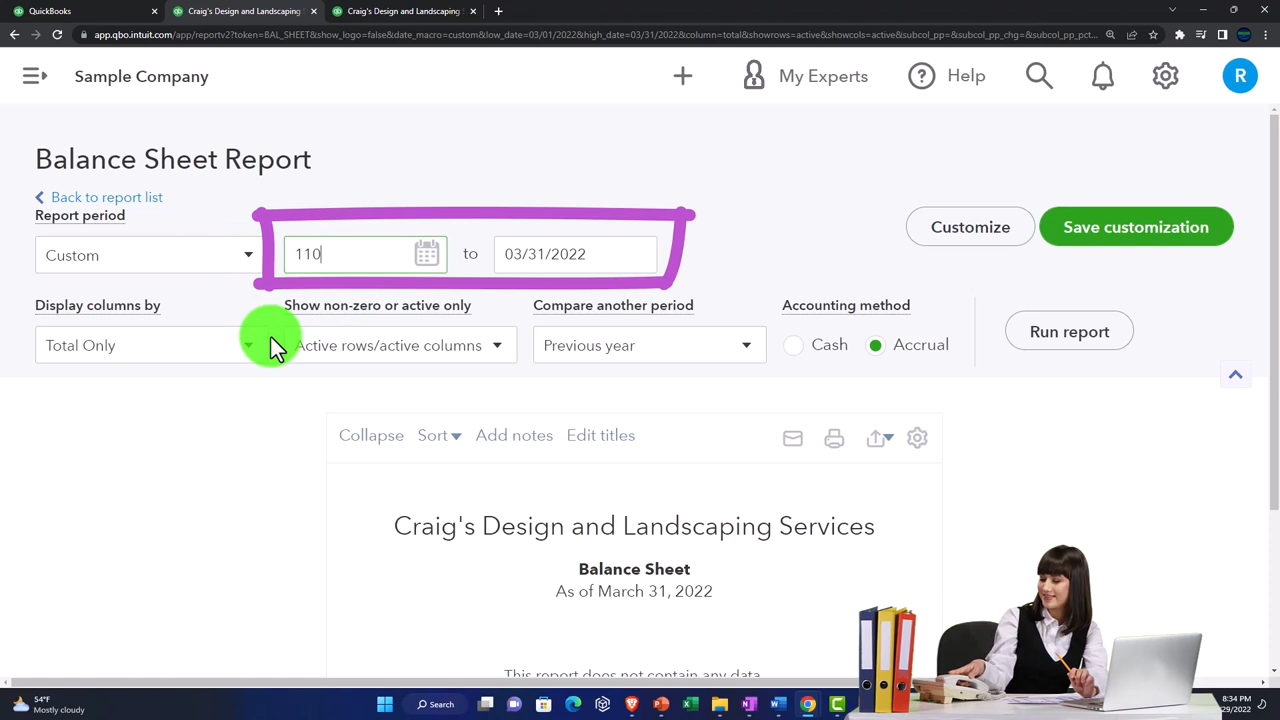 QuickBooks
Craig's Design and Landscaping
Craig's Design and Landscaping
app.qbo.intuit.com/app/reportv2?token=BAL_SHEET&show_logo=false&date_macro=custom&low_date=03/01/2022&high_date=03/31/2022&column=total&showrows=active&showcols=active&subcol_pp=&subcol_pp_chg=&subcol_pp_pct...
Sample Company
My Experts
Help
R
Balance Sheet Report
Back to report list
Report period
Custom
110
to
03/31/2022
Customize
Save customization
Display columns by
Show non-zero or active only
Compare another period
Accounting method
Total Only
Active rows/active columns
Previous year
Cash
Accrual
Run report
Collapse
Sort
Add notes
Edit titles
Craig's Design and Landscaping Services
Balance Sheet
As of March 31, 2022
This report does not contain any data
54°F
Mostly cloudy
Search
8:34 PM
29/2022